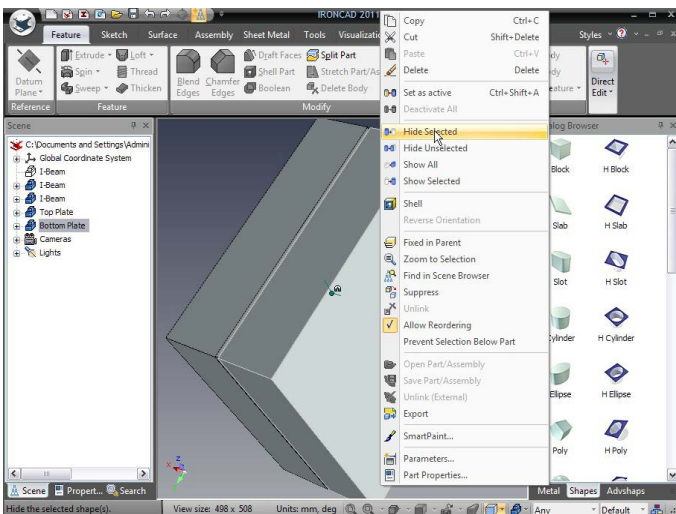 IRONCAD 2011
Feature Sketch Surface Assembly Sheet Metal Tools Visualizati
Styles
Datum Plane
Extrude
Loft
Spin
Thread
Sweep
Thicken
Blend Edges
Chamfer Edges
Draft Faces
Split Part
Shell Part
Stretch Part/As
Boolean
Delete Body
Direct Edit
Reference
Feature
Modify
Scene
C:\Documents and Settings\Admini
Global Coordinate System
I-Beam
I-Beam
I-Beam
Top Plate
Bottom Plate
Cameras
Lights
Scene Propert... Search
Copy Ctrl+C
Cut Shift+Delete
Paste Ctrl+V
Delete Delete
Set as active Ctrl+Shift+A
Deactivate All
Hide Selected
Hide Unselected
Show All
Show Selected
Shell
Reverse Orientation
Fixed in Parent
Zoom to Selection
Find in Scene Browser
Suppress
Unlink
Allow Reordering
Prevent Selection Below Part
Open Part/Assembly
Save Part/Assembly
Unlink (External)
Export
SmartPaint...
Parameters...
Part Properties...
alog Browser
Block H Block
Slab H Slab
Slot H Slot
Cylinder H Cylinder
Ellipse H Ellipse
Poly H Poly
Metal Shapes Advshaps
z
x
Hide the selected shape(s). View size: 498 x 508 Units: mm, deg Any Default